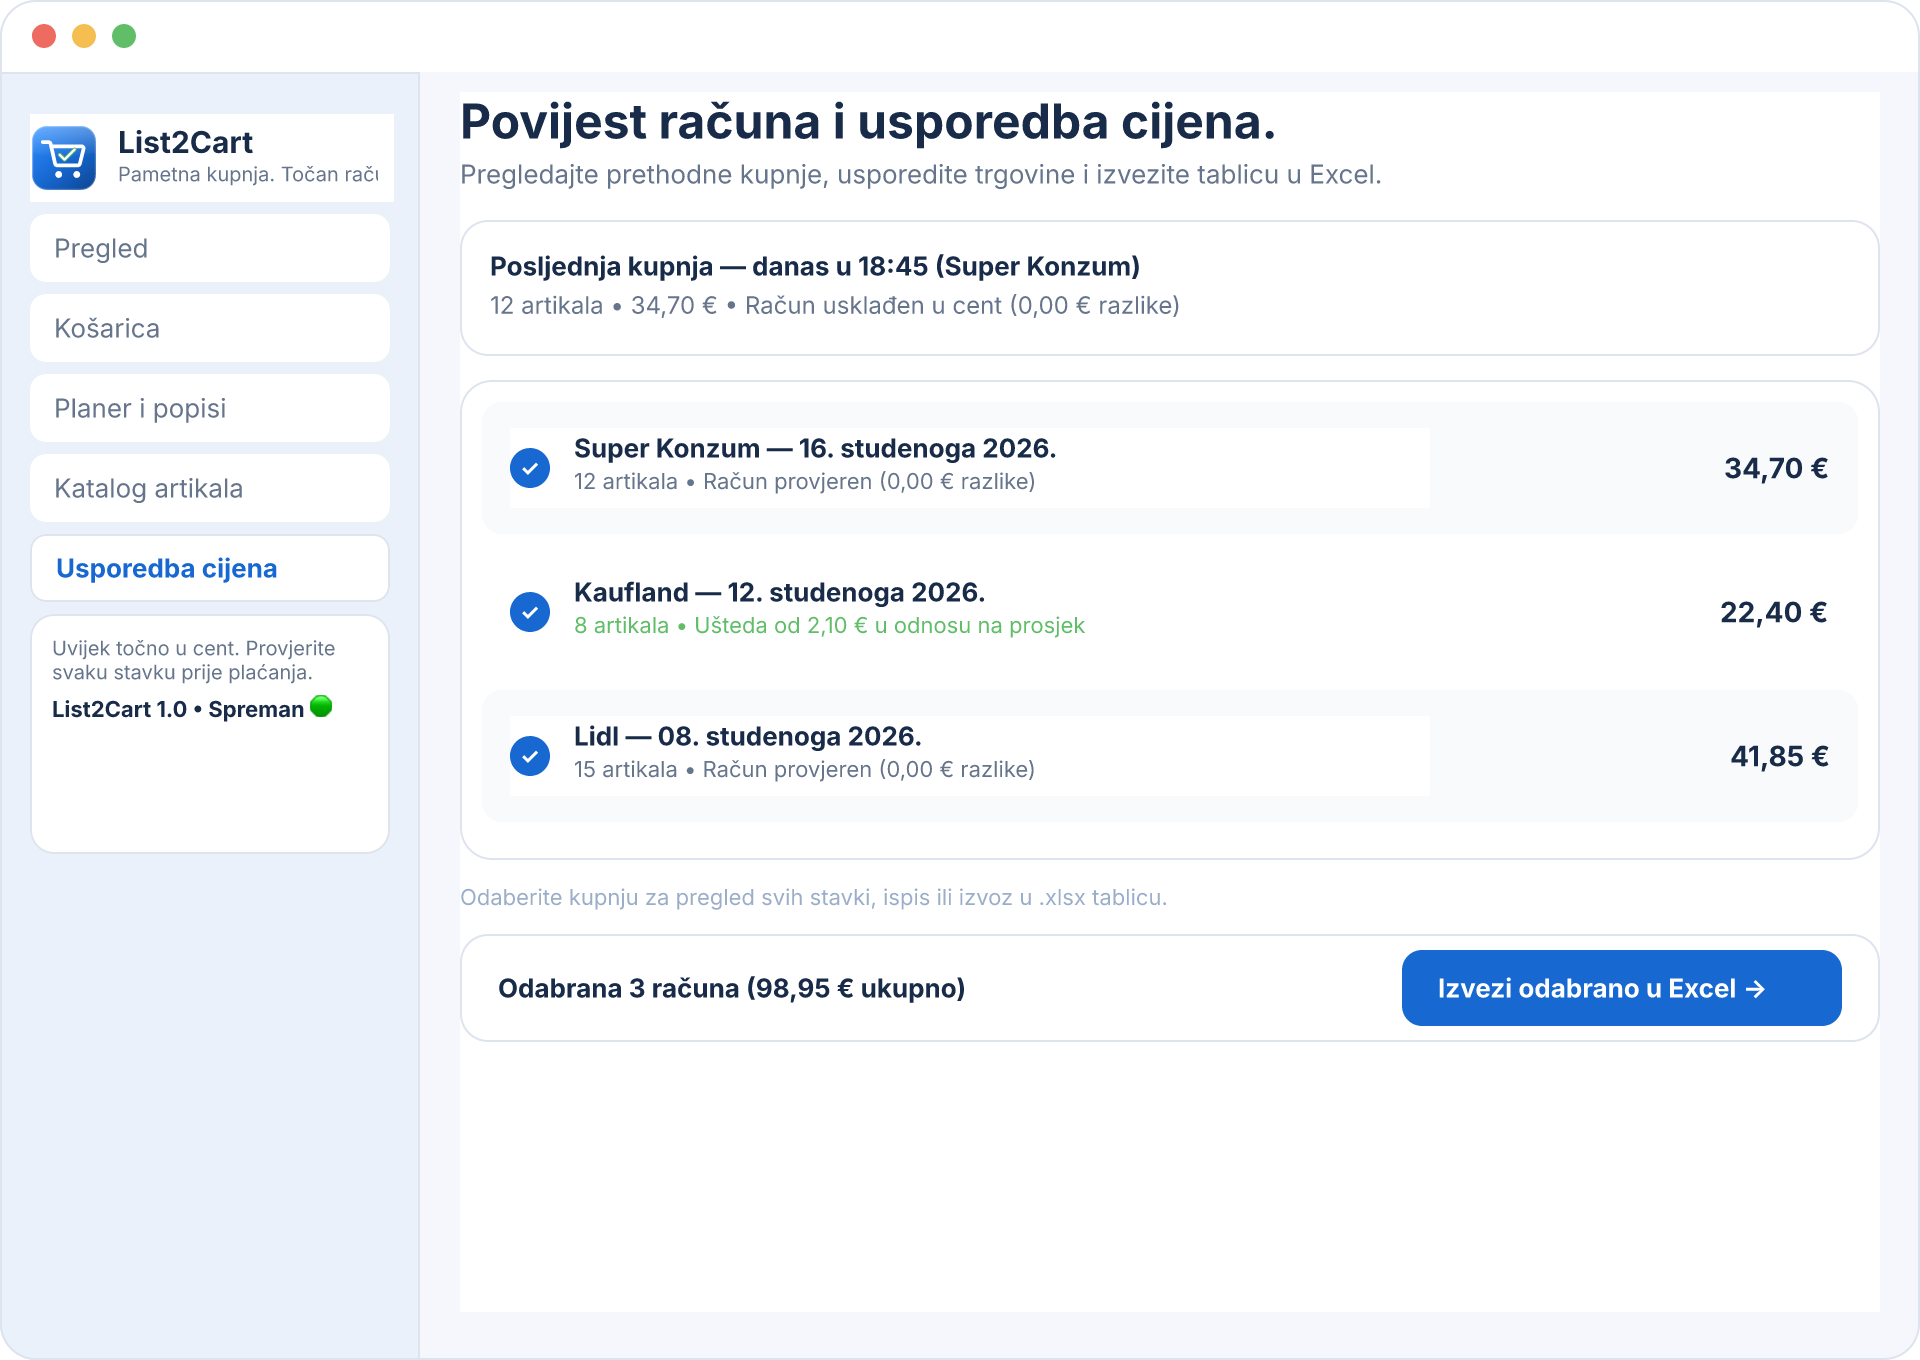 List2Cart
Pametna kupnja. Točan raču
Pregled
Košarica
Planer i popisi
Katalog artikala
Usporedba cijena
Uvijek točno u cent. Provjerite
svaku stavku prije plaćanja.
List2Cart 1.0 • Spreman
Povijest računa i usporedba cijena.
Pregledajte prethodne kupnje, usporedite trgovine i izvezite tablicu u Excel.
Posljednja kupnja — danas u 18:45 (Super Konzum)
12 artikala • 34,70 € • Račun usklađen u cent (0,00 € razlike)
Super Konzum — 16. studenoga 2026.
12 artikala • Račun provjeren (0,00 € razlike)
34,70 €
Kaufland — 12. studenoga 2026.
8 artikala • Ušteda od 2,10 € u odnosu na prosjek
22,40 €
Lidl — 08. studenoga 2026.
15 artikala • Račun provjeren (0,00 € razlike)
41,85 €
Odaberite kupnju za pregled svih stavki, ispis ili izvoz u .xlsx tablicu.
Odabrana 3 računa (98,95 € ukupno)
Izvezi odabrano u Excel →